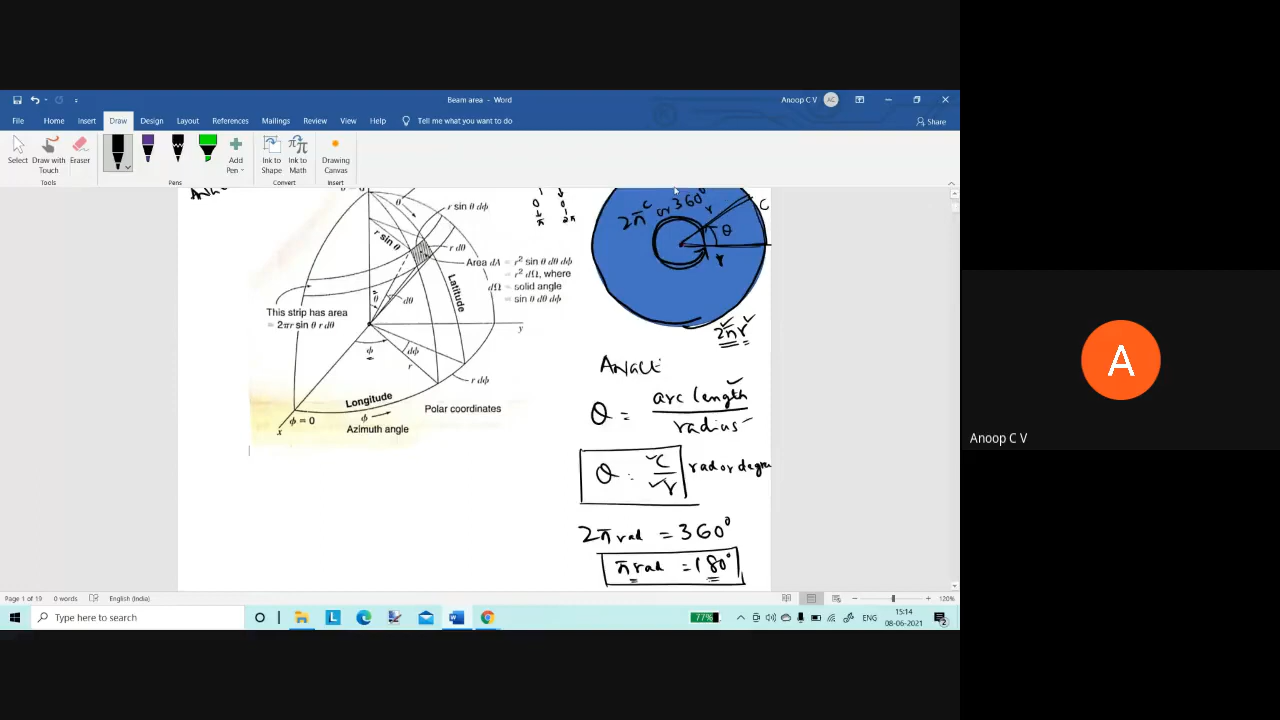 Beam area - Word
Anoop C V
AC
File
Home
Insert
Draw
Design
Layout
References
Mailings
Review
View
Help
Tell me what you want to do
Share
Select
Draw with Touch
Eraser
Add Pen
Ink to Shape
Ink to Math
Drawing Canvas
Tools
Pens
Convert
Insert
θ
r sin θ dϕ
r sin θ
r dθ
Area dA = r² sin θ dθ dϕ
= r² dΩ, where
dΩ = solid angle
= sin θ dθ dϕ
Latitude
θ
dθ
This strip has area
= 2πr sin θ r dθ
y
ϕ
dϕ
r
r dϕ
Longitude
ϕ
Polar coordinates
ϕ = 0
Azimuth angle
x
0 0
π 2π
2π^c or 360°
r
C
θ
r
2πr
ANGLE
θ = arc length
radius
θ = C
r
rad or degre
2π rad = 360°
π rad = 180°
Page 1 of 19
0 words
English (India)
120%
Type here to search
L
77%
ENG
15:14
08-06-2021
2
A
Anoop C V